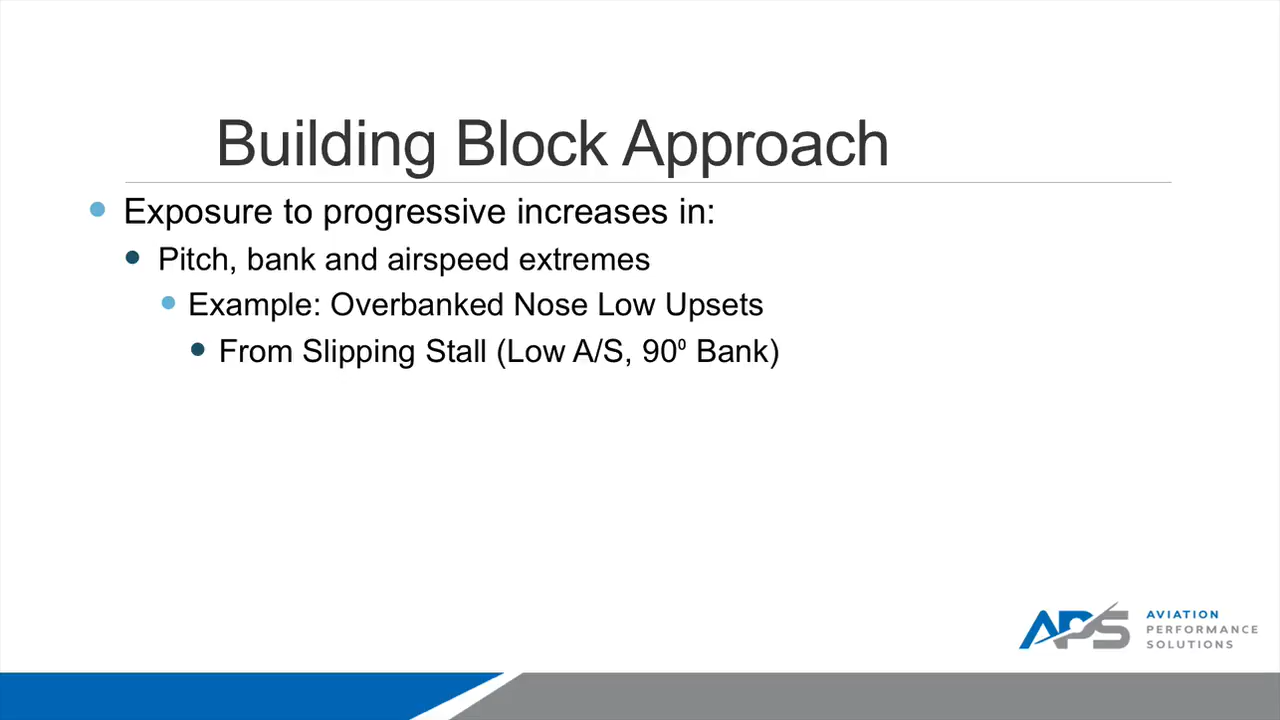 Building Block Approach
Exposure to progressive increases in:
Pitch, bank and airspeed extremes
Example: Overbanked Nose Low Upsets
From Slipping Stall (Low A/S, 90⁰ Bank)
APS
AVIATION
PERFORMANCE
SOLUTIONS